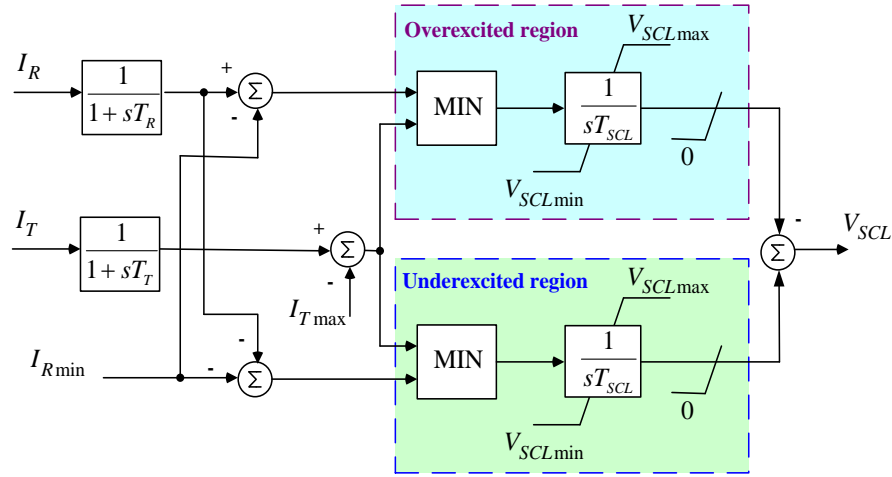 Overexcited region
V_SCLmax
I_R
1
1 + sT_R
+
-
Σ
MIN
1
sT_SCL
0
V_SCLmin
I_T
1
1 + sT_T
+
-
Σ
I_Tmax
-
Σ
V_SCL
Underexcited region
V_SCLmax
I_Rmin
-
-
Σ
MIN
1
sT_SCL
0
V_SCLmin